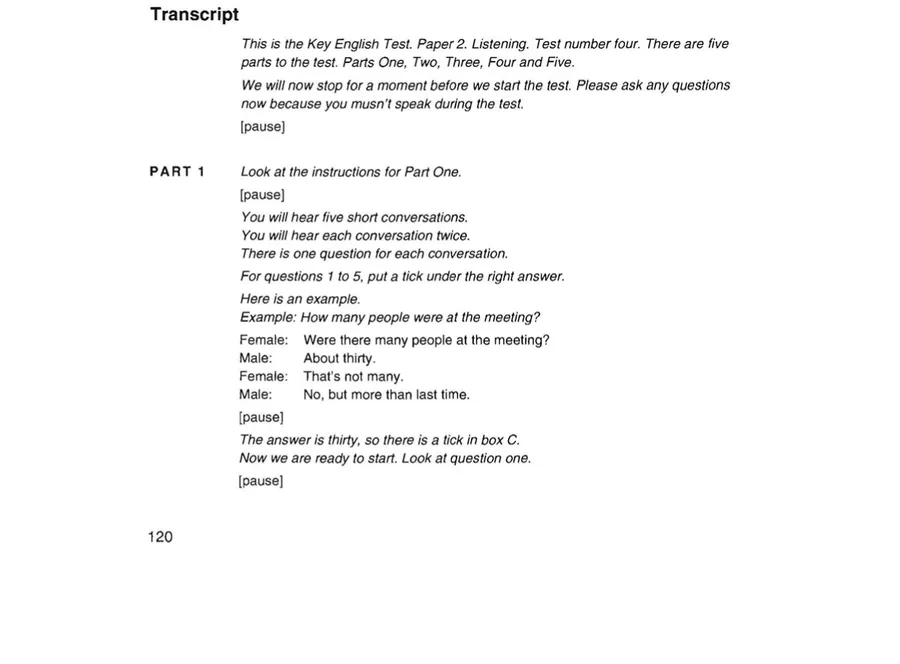 Transcript
This is the Key English Test. Paper 2. Listening. Test number four. There are five
parts to the test. Parts One, Two, Three, Four and Five.
We will now stop for a moment before we start the test. Please ask any questions
now because you musn't speak during the test.
[pause]
PART 1 Look at the instructions for Part One.
[pause]
You will hear five short conversations.
You will hear each conversation twice.
There is one question for each conversation.
For questions 1 to 5, put a tick under the right answer.
Here is an example.
Example: How many people were at the meeting?
Female: Were there many people at the meeting?
Male: About thirty.
Female: That's not many.
Male: No, but more than last time.
[pause]
The answer is thirty, so there is a tick in box C.
Now we are ready to start. Look at question one.
[pause]
120